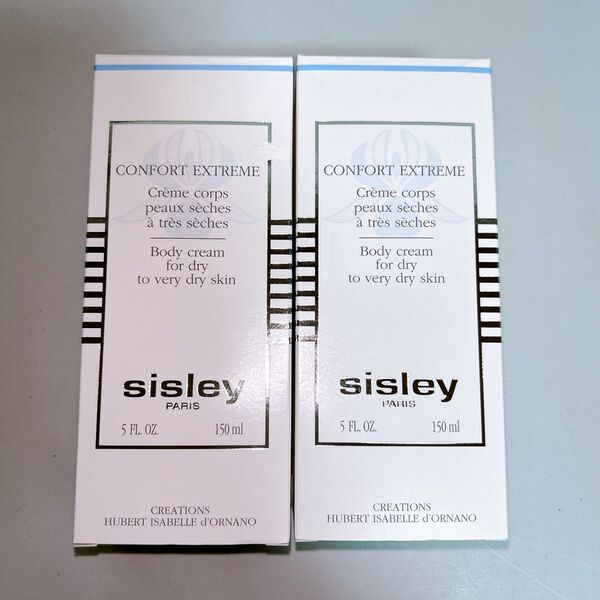 CONFORT EXTREME
Crème corps
peaux sèches
à très sèches
Body cream
for dry
to very dry skin
sisley
PARIS
5 FL. OZ. 150 ml
CREATIONS
HUBERT ISABELLE d'ORNANO
CONFORT EXTREME
Crème corps
peaux sèches
à très sèches
Body cream
for dry
to very dry skin
sisley
PARIS
5 FL. OZ. 150 ml
CREATIONS
HUBERT ISABELLE d'ORNANO